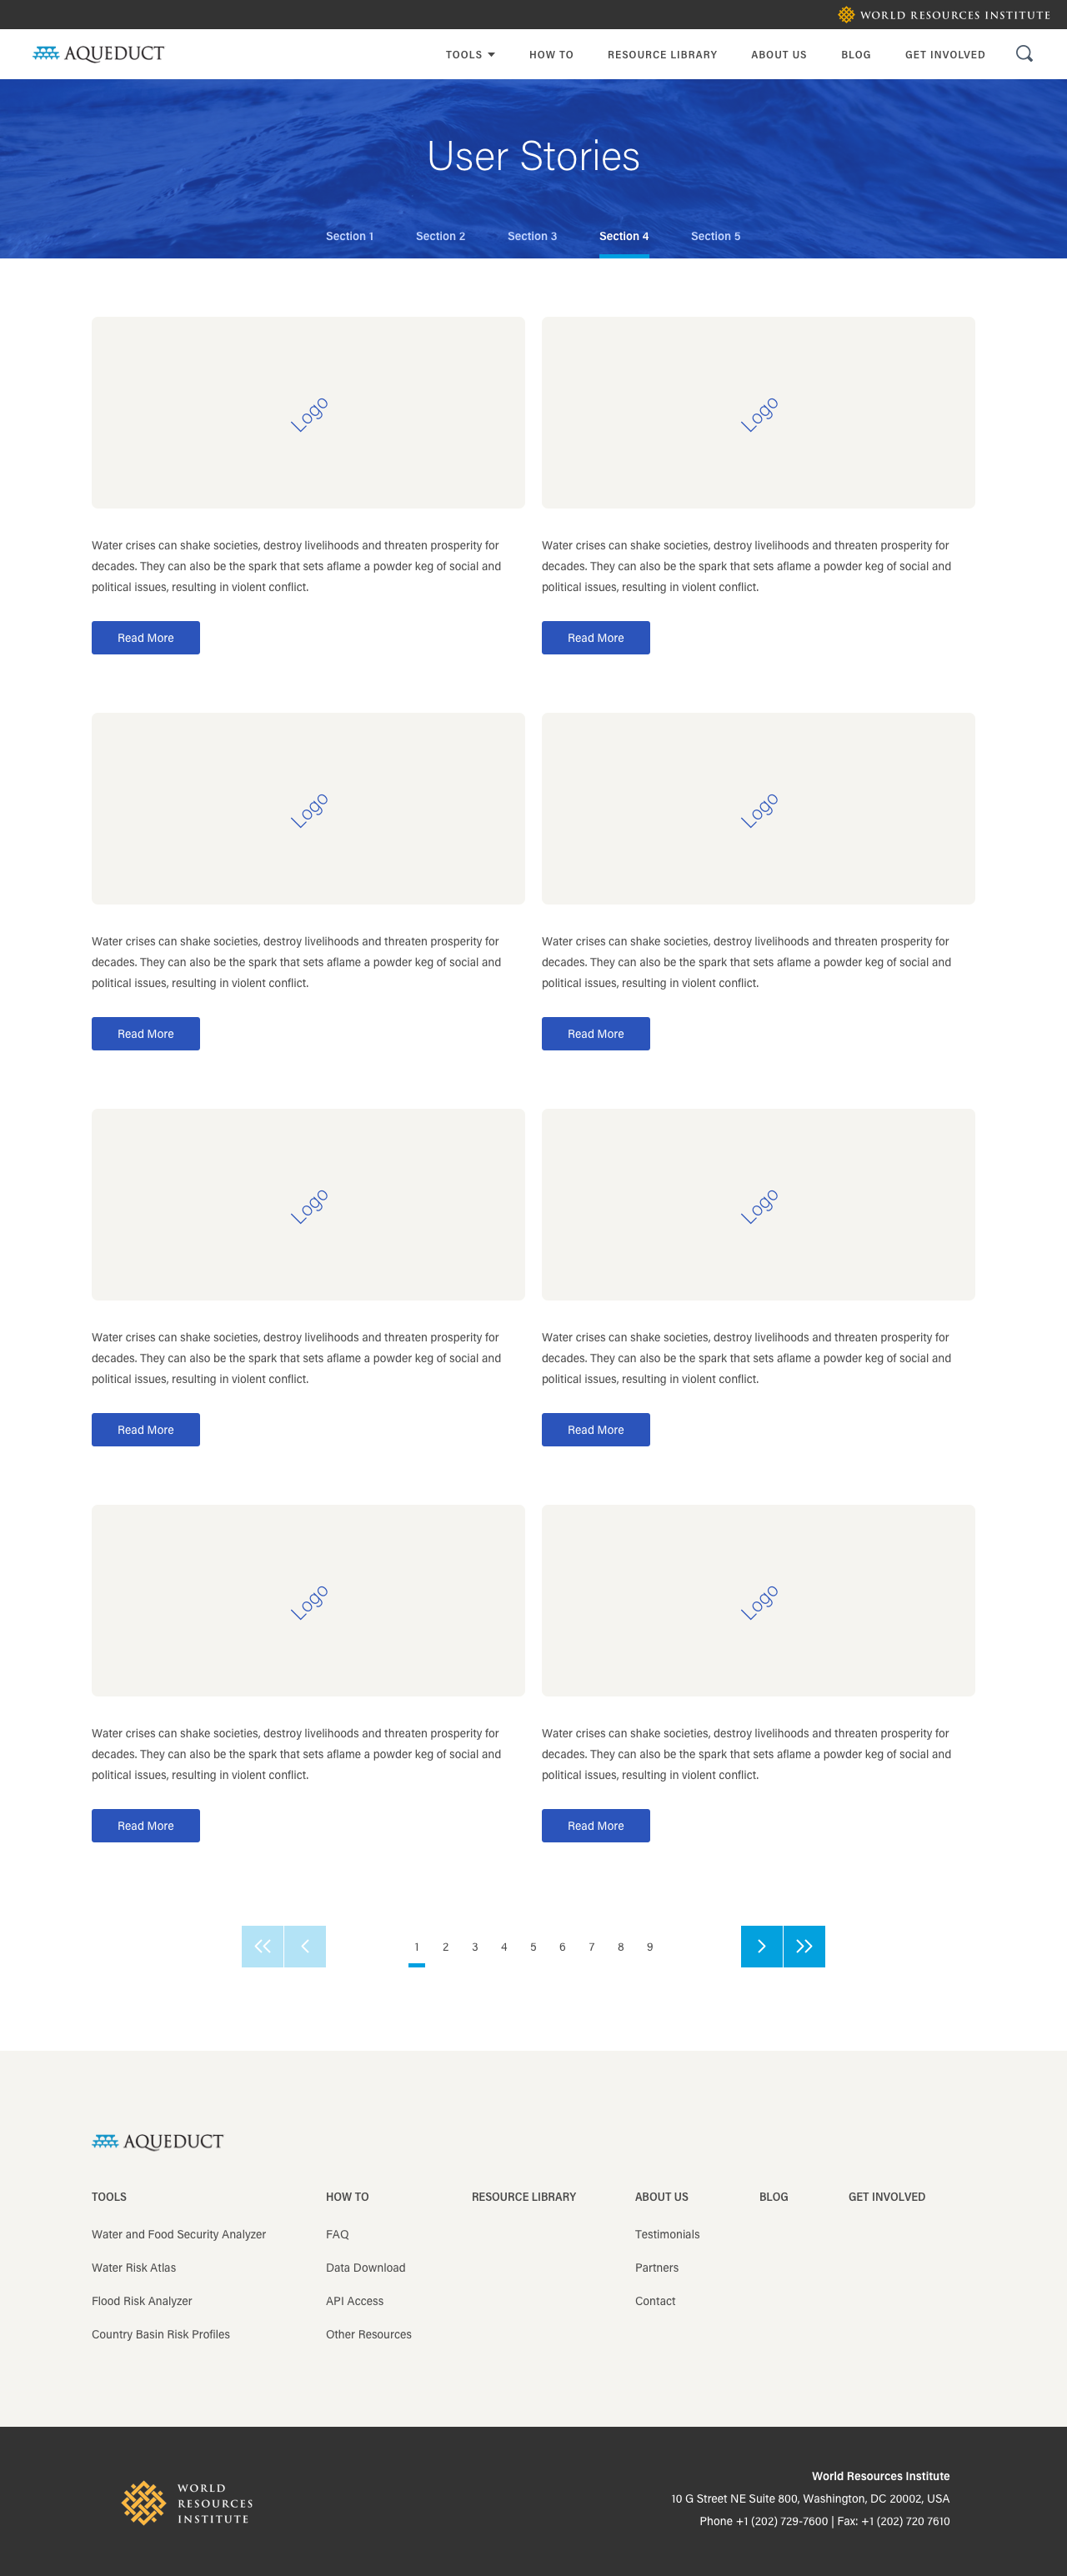 WORLD RESOURCES INSTITUTE
AQUEDUCT
TOOLS HOW TO RESOURCE LIBRARY ABOUT US BLOG GET INVOLVED
User Stories
Section 1 Section 2 Section 3 Section 4 Section 5
Logo
Water crises can shake societies, destroy livelihoods and threaten prosperity for
decades. They can also be the spark that sets aflame a powder keg of social and
political issues, resulting in violent conflict.
Read More
Logo
Water crises can shake societies, destroy livelihoods and threaten prosperity for
decades. They can also be the spark that sets aflame a powder keg of social and
political issues, resulting in violent conflict.
Read More
Logo
Water crises can shake societies, destroy livelihoods and threaten prosperity for
decades. They can also be the spark that sets aflame a powder keg of social and
political issues, resulting in violent conflict.
Read More
Logo
Water crises can shake societies, destroy livelihoods and threaten prosperity for
decades. They can also be the spark that sets aflame a powder keg of social and
political issues, resulting in violent conflict.
Read More
Logo
Water crises can shake societies, destroy livelihoods and threaten prosperity for
decades. They can also be the spark that sets aflame a powder keg of social and
political issues, resulting in violent conflict.
Read More
Logo
Water crises can shake societies, destroy livelihoods and threaten prosperity for
decades. They can also be the spark that sets aflame a powder keg of social and
political issues, resulting in violent conflict.
Read More
Logo
Water crises can shake societies, destroy livelihoods and threaten prosperity for
decades. They can also be the spark that sets aflame a powder keg of social and
political issues, resulting in violent conflict.
Read More
Logo
Water crises can shake societies, destroy livelihoods and threaten prosperity for
decades. They can also be the spark that sets aflame a powder keg of social and
political issues, resulting in violent conflict.
Read More
1 2 3 4 5 6 7 8 9
AQUEDUCT
TOOLS
Water and Food Security Analyzer
Water Risk Atlas
Flood Risk Analyzer
Country Basin Risk Profiles
HOW TO
FAQ
Data Download
API Access
Other Resources
RESOURCE LIBRARY
ABOUT US
Testimonials
Partners
Contact
BLOG
GET INVOLVED
WORLD
RESOURCES
INSTITUTE
World Resources Institute
10 G Street NE Suite 800, Washington, DC 20002, USA
Phone +1 (202) 729-7600 | Fax: +1 (202) 720 7610